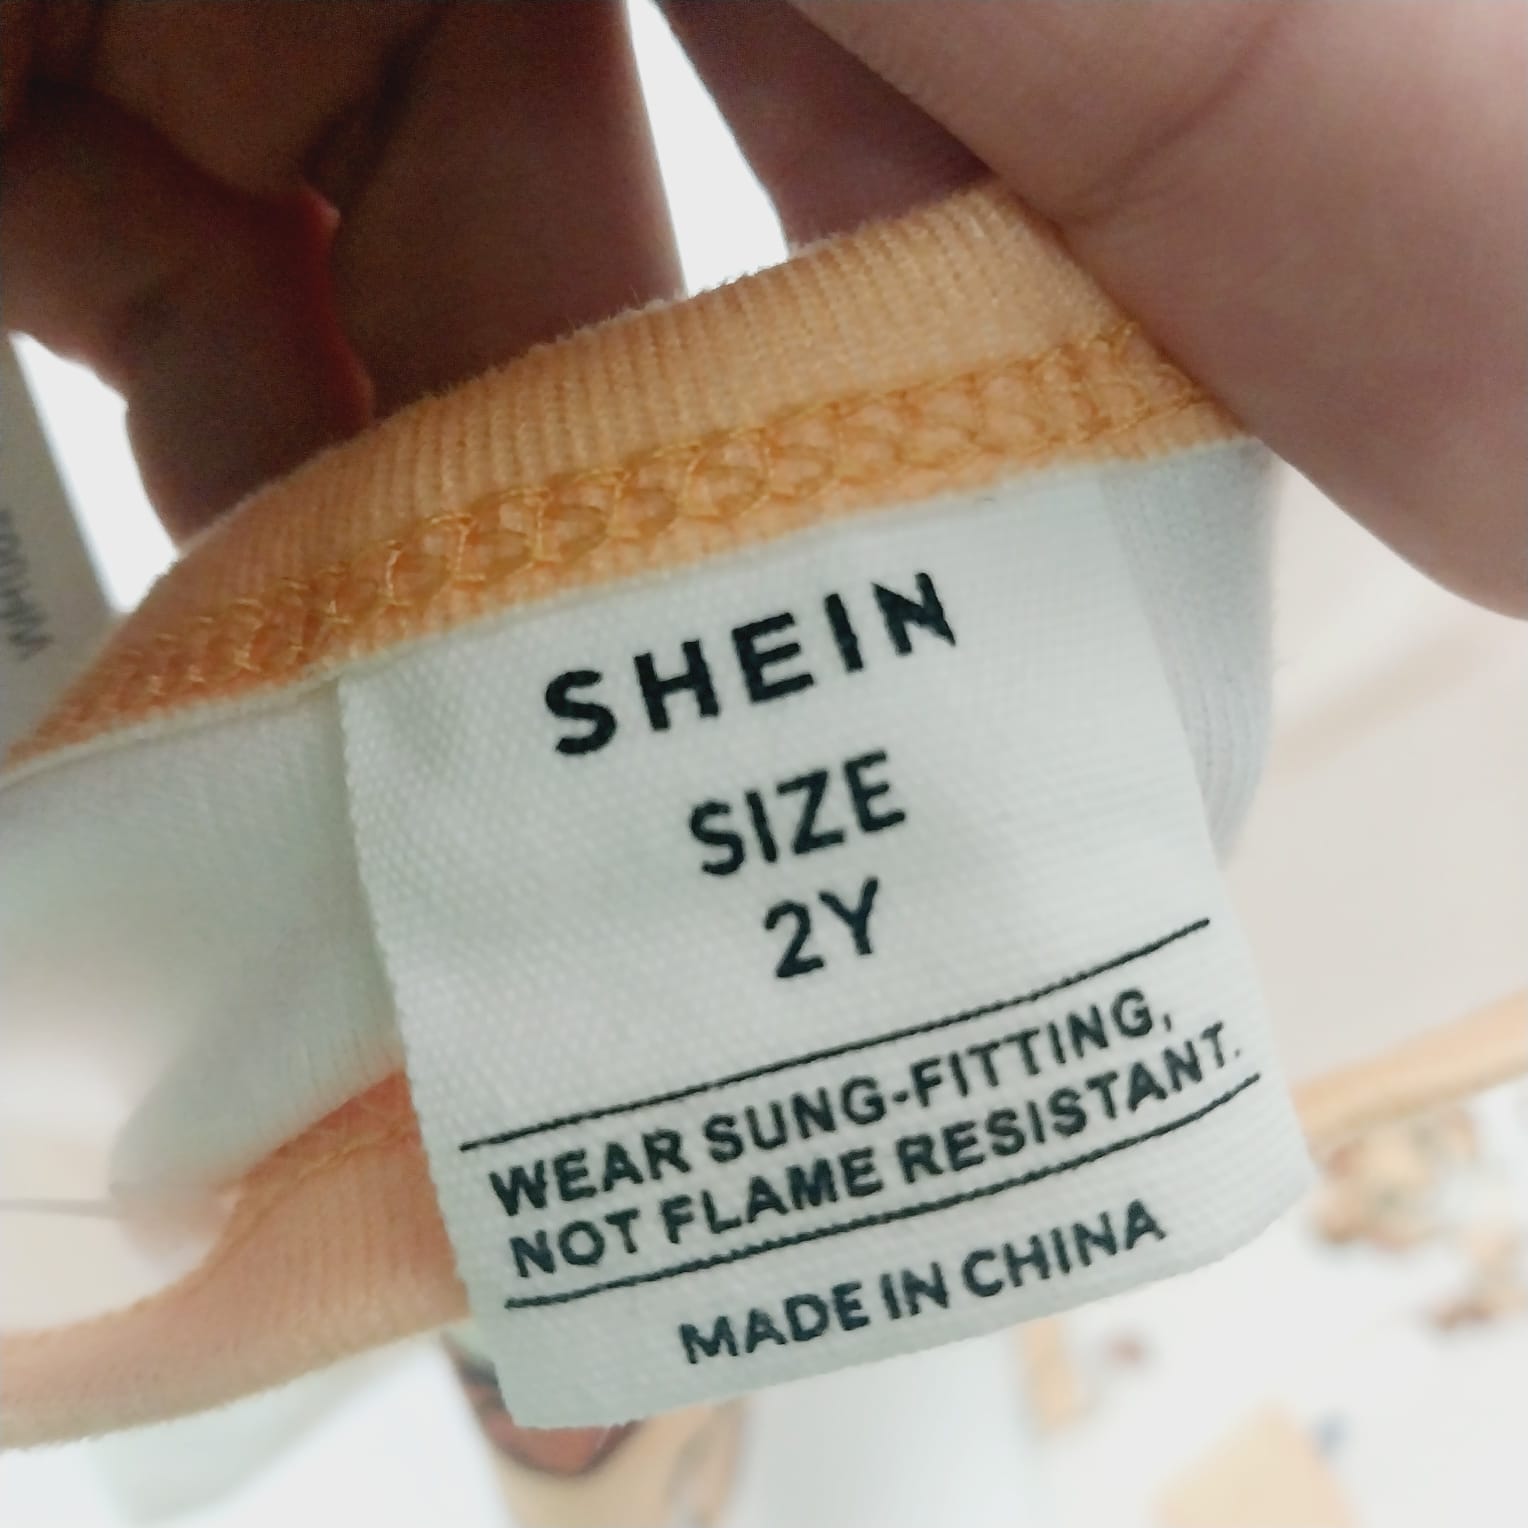 SHEIN
SIZE
2Y
WEAR SUNG-FITTING,
NOT FLAME RESISTANT.
MADE IN CHINA